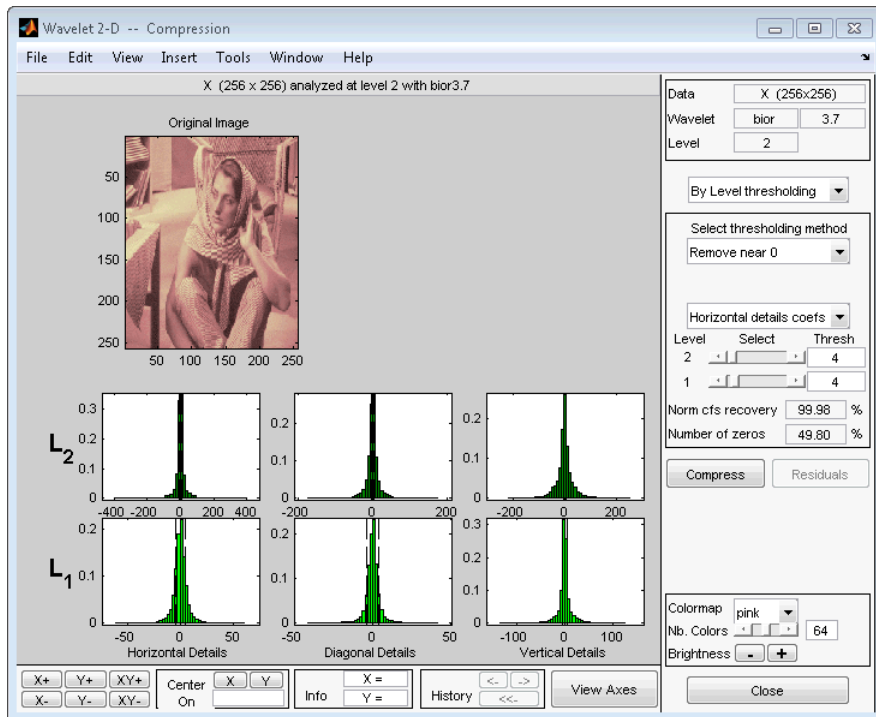 Wavelet 2-D -- Compression
File Edit View Insert Tools Window Help
X (256 x 256) analyzed at level 2 with bior3.7
Original Image
50
100
150
200
250
50 100 150 200 250
L2
0.3
0.2
0.1
0
-400 -200 0 200 400
0.2
0.1
0
-200 0 200
0.2
0.1
0
-200 0 200
L1
0.2
0.1
0
-50 0 50
Horizontal Details
0.2
0.1
0
-50 0 50
Diagonal Details
0.3
0.2
0.1
0
-100 0 100
Vertical Details
Data X (256x256)
Wavelet bior 3.7
Level 2
By Level thresholding
Select thresholding method
Remove near 0
Horizontal details coefs
Level Select Thresh
2 4
1 4
Norm cfs recovery 99.98 %
Number of zeros 49.80 %
Compress Residuals
Colormap pink
Nb. Colors 64
Brightness - +
X+ Y+ XY+
X- Y- XY-
Center On X Y
Info X = Y =
History <- -> <<-
View Axes
Close